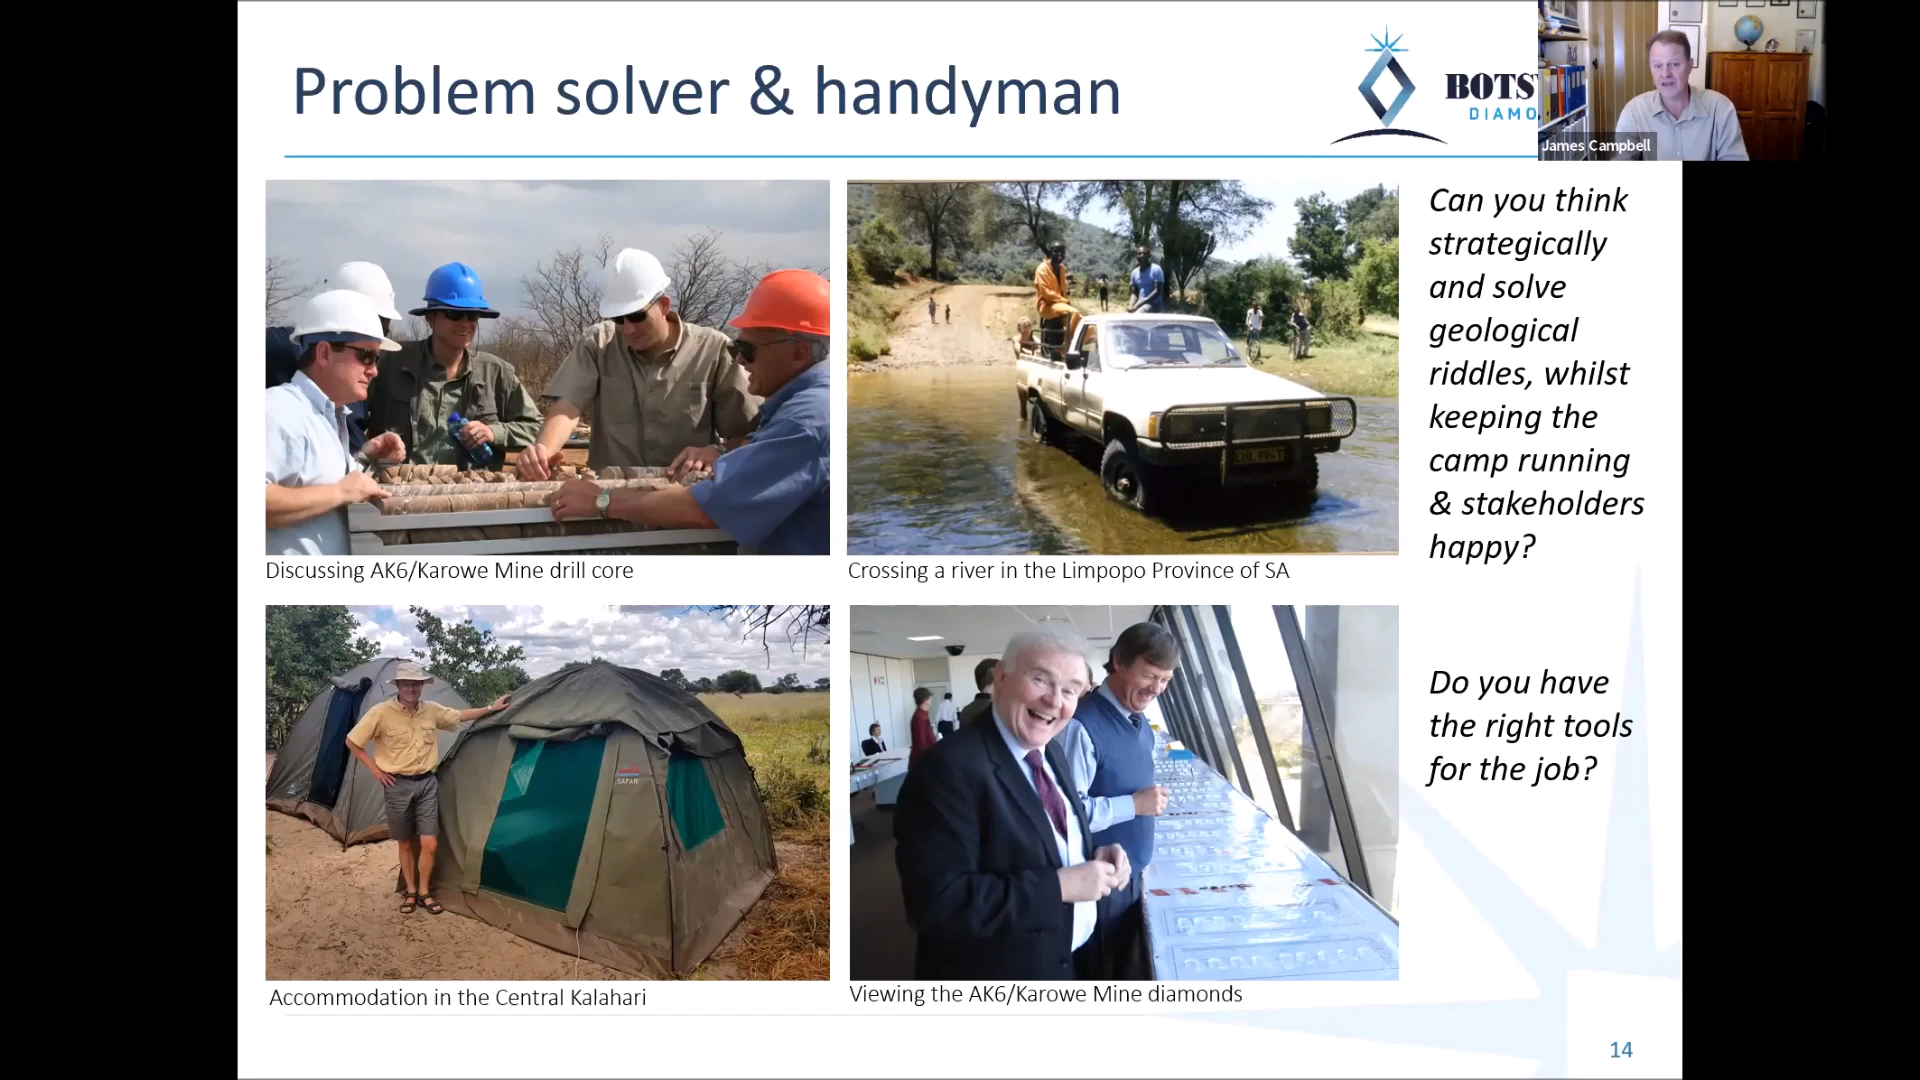 Problem solver & handyman
BOTS
DIAMO
James Campbell
Can you think
strategically
and solve
geological
riddles, whilst
keeping the
camp running
& stakeholders
happy?
Discussing AK6/Karowe Mine drill core
Crossing a river in the Limpopo Province of SA
SAFARI
Do you have
the right tools
for the job?
Accommodation in the Central Kalahari
Viewing the AK6/Karowe Mine diamonds
14